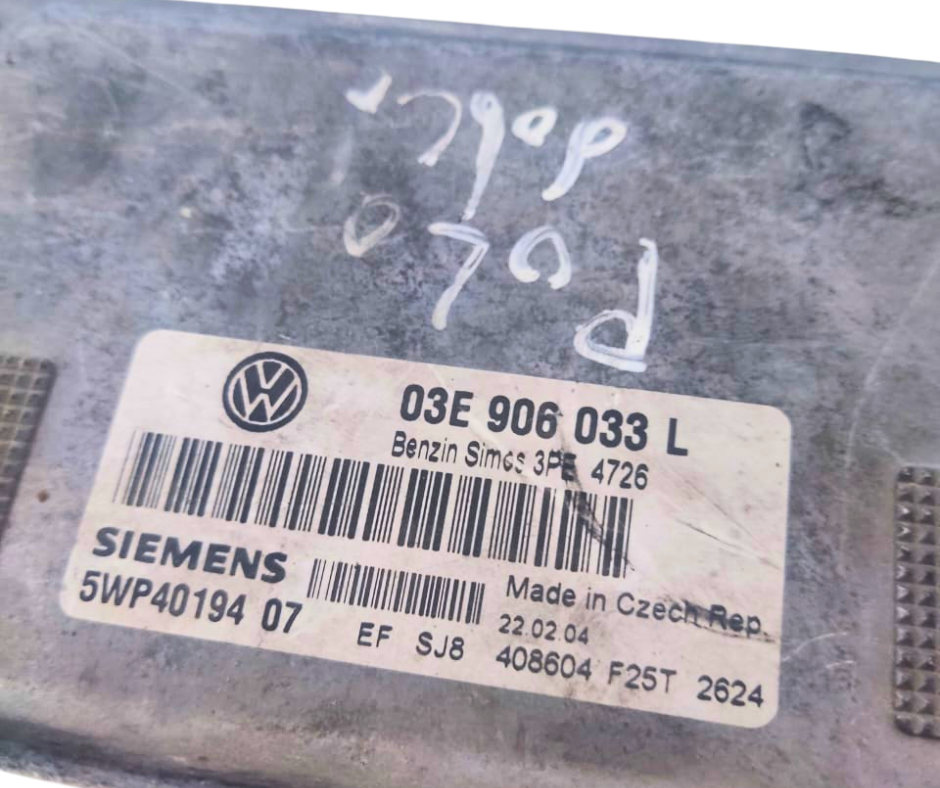 PoLo
03E 906 033 L
Benzin Simos 3PE 4726
SIEMENS
5WP40194 07
Made in Czech Rep.
22.02.04
EF SJ8 408604 F25T 2624